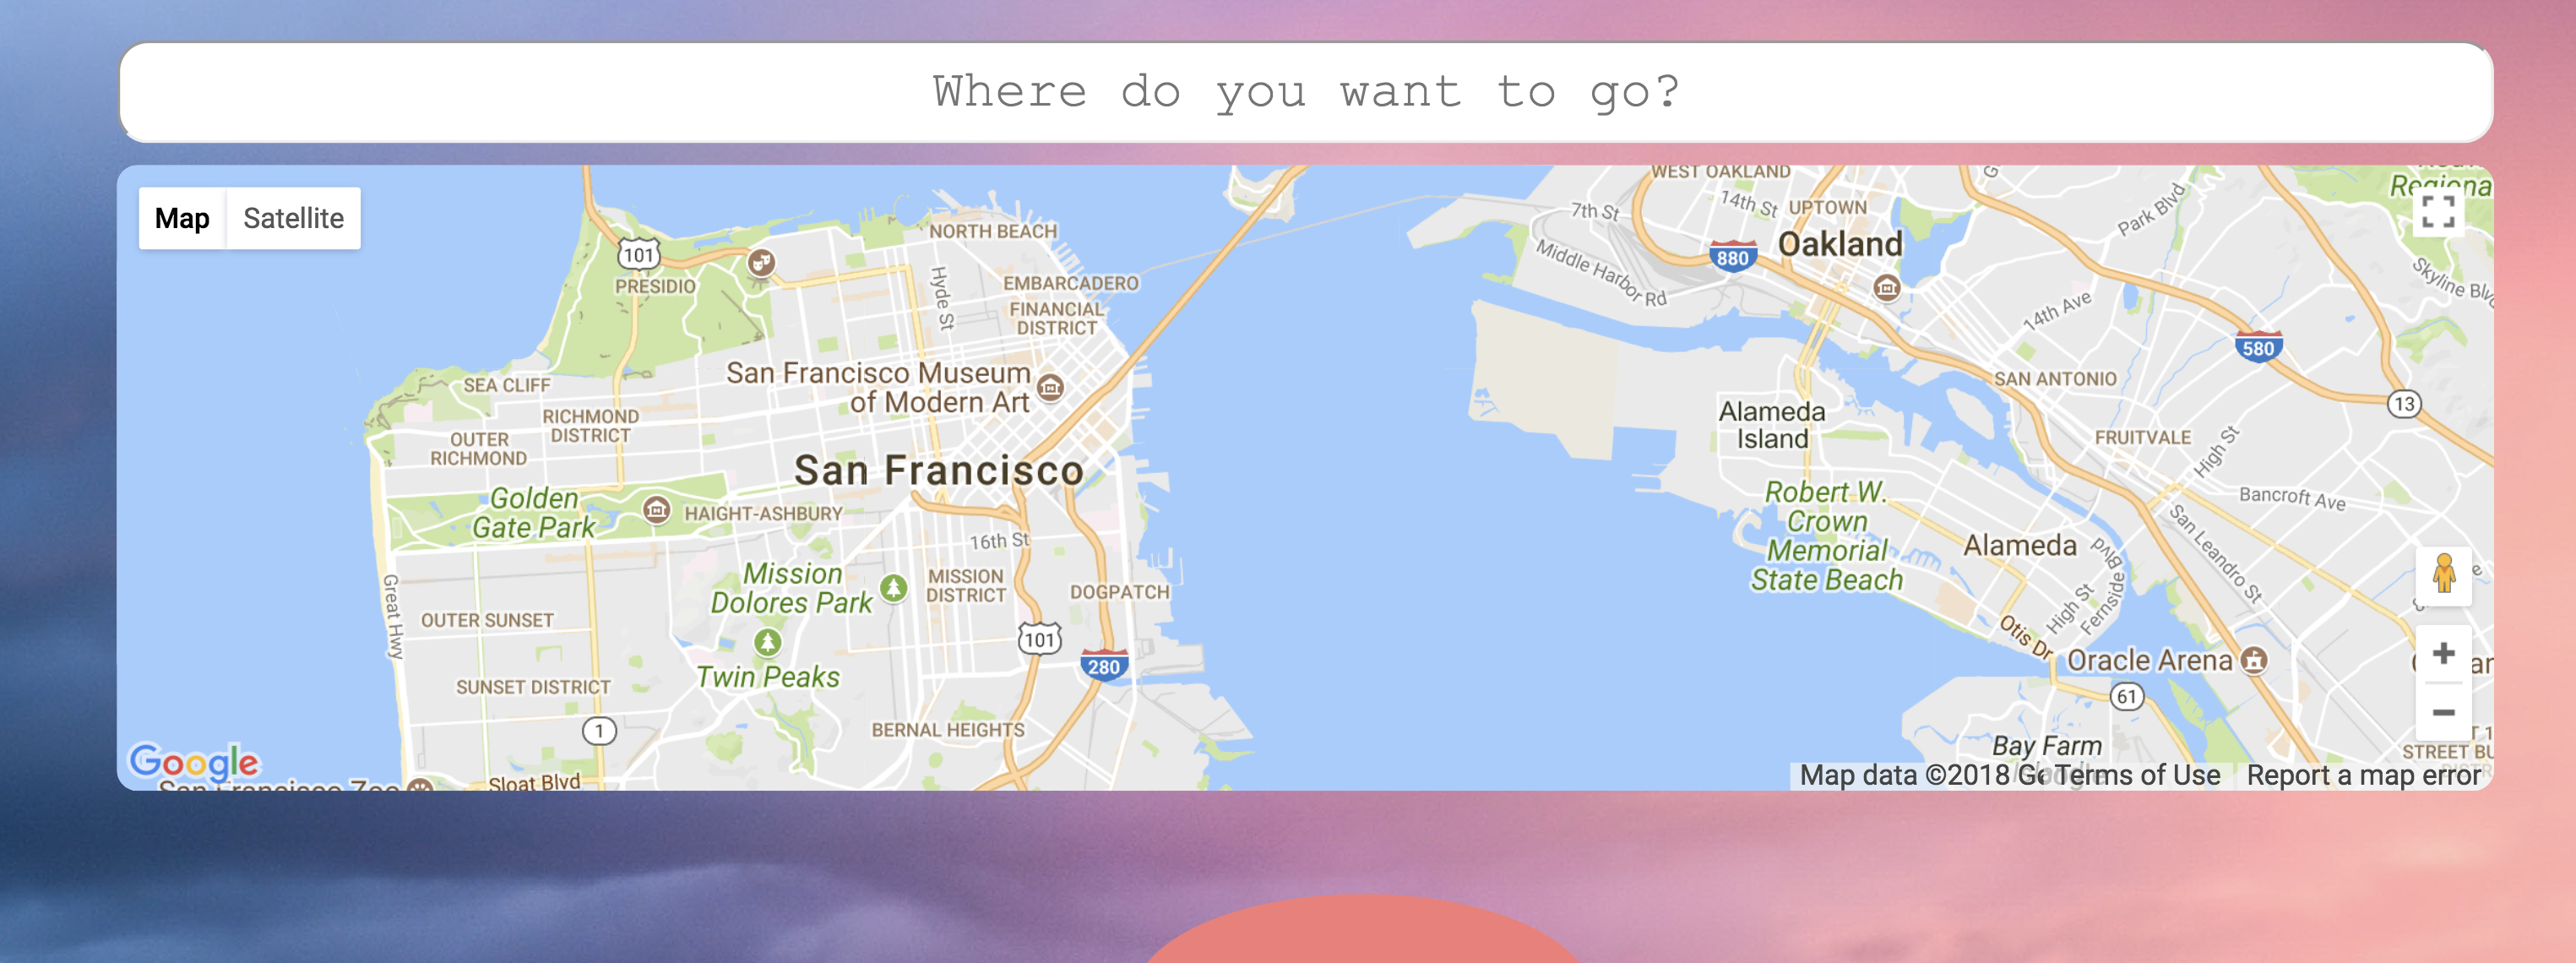 Where do you want to go?
Map Satellite
WEST OAKLAND
7th St
14th St
UPTOWN
Park Blvd
NORTH BEACH
101
PRESIDIO
Hyde St
EMBARCADERO
FINANCIAL
DISTRICT
Middle Harbor Rd
880
Oakland
Skyline
14th Ave
580
San Francisco Museum
of Modern Art
SEA CLIFF
RICHMOND
DISTRICT
OUTER
RICHMOND
Alameda
Island
SAN ANTONIO
13
FRUITVALE
High St
San Francisco
Golden
Gate Park
HAIGHT-ASHBURY
16th St
Robert W.
Crown
Memorial
State Beach
Bancroft Ave
San Leandro St
Alameda
Mission
Dolores Park
MISSION
DISTRICT
DOGPATCH
Great Hwy
OUTER SUNSET
Twin Peaks
101
280
High St
Fernside Blvd
Otis Dr
Oracle Arena
61
SUNSET DISTRICT
1
BERNAL HEIGHTS
Bay Farm
STREET
Google
San Francisco Zoo
Sloat Blvd
Map data ©2018 Terms of Use Report a map error